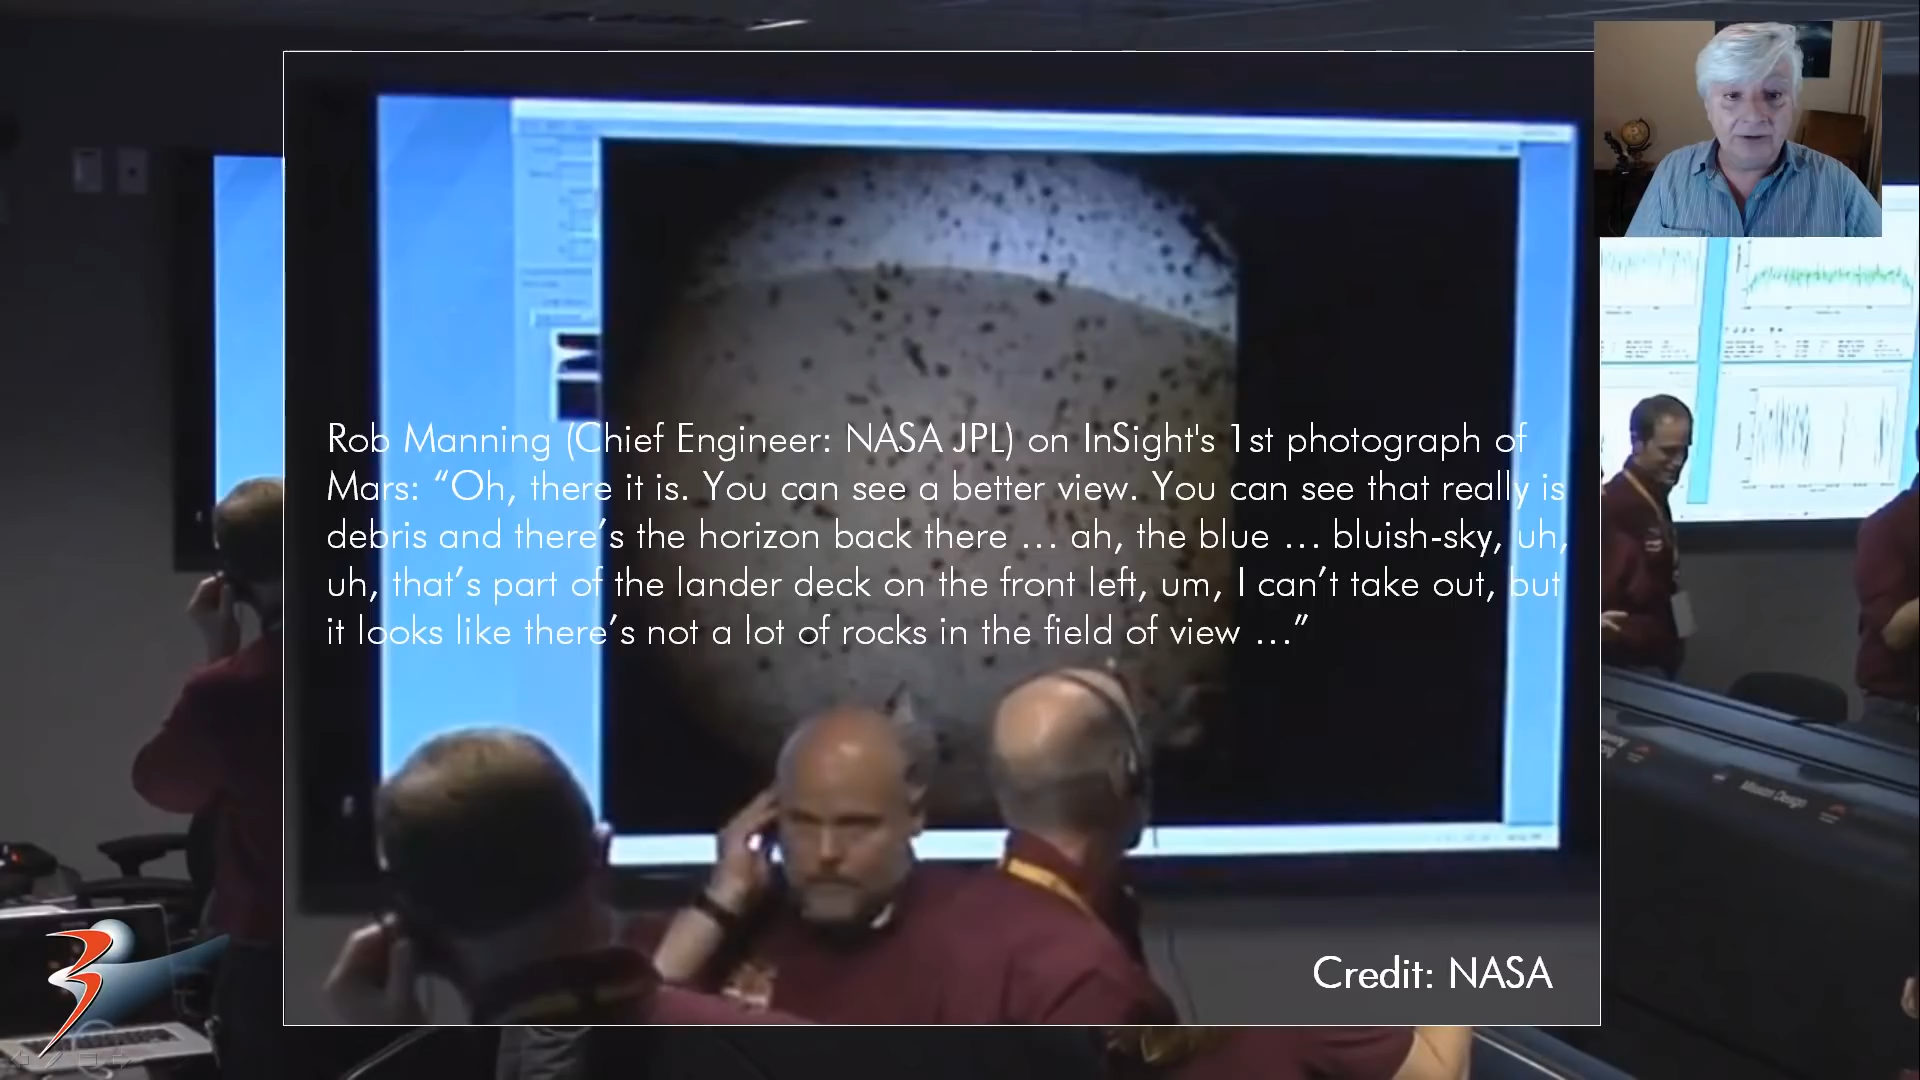 Rob Manning (Chief Engineer: NASA JPL) on InSight's 1st photograph of
Mars: “Oh, there it is. You can see a better view. You can see that really is
debris and there’s the horizon back there … ah, the blue … bluish-sky, uh,
uh, that’s part of the lander deck on the front left, um, I can’t take out, but
it looks like there’s not a lot of rocks in the field of view …”
Mission Design
Credit: NASA